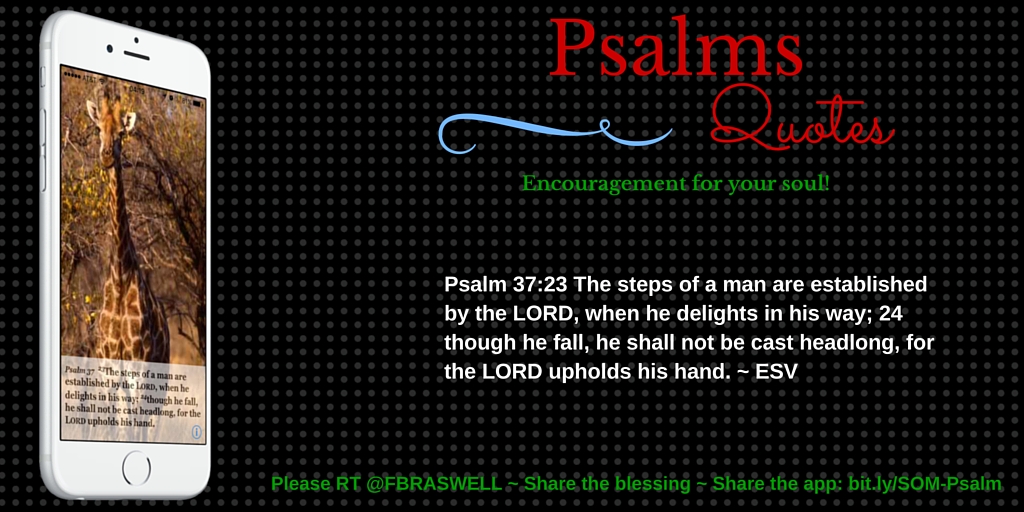 Psalms
Quotes
Encouragement for your soul!
Psalm 37:23 The steps of a man are established
by the LORD, when he delights in his way; 24
though he fall, he shall not be cast headlong, for
the LORD upholds his hand. ~ ESV
AT&T
Psalm 37 ²³The steps of a man are
established by the LORD, when he
delights in his way; ²⁴though he fall,
he shall not be cast headlong, for the
LORD upholds his hand.
i
Please RT @FBRASWELL ~ Share the blessing ~ Share the app: bit.ly/SOM-Psalm